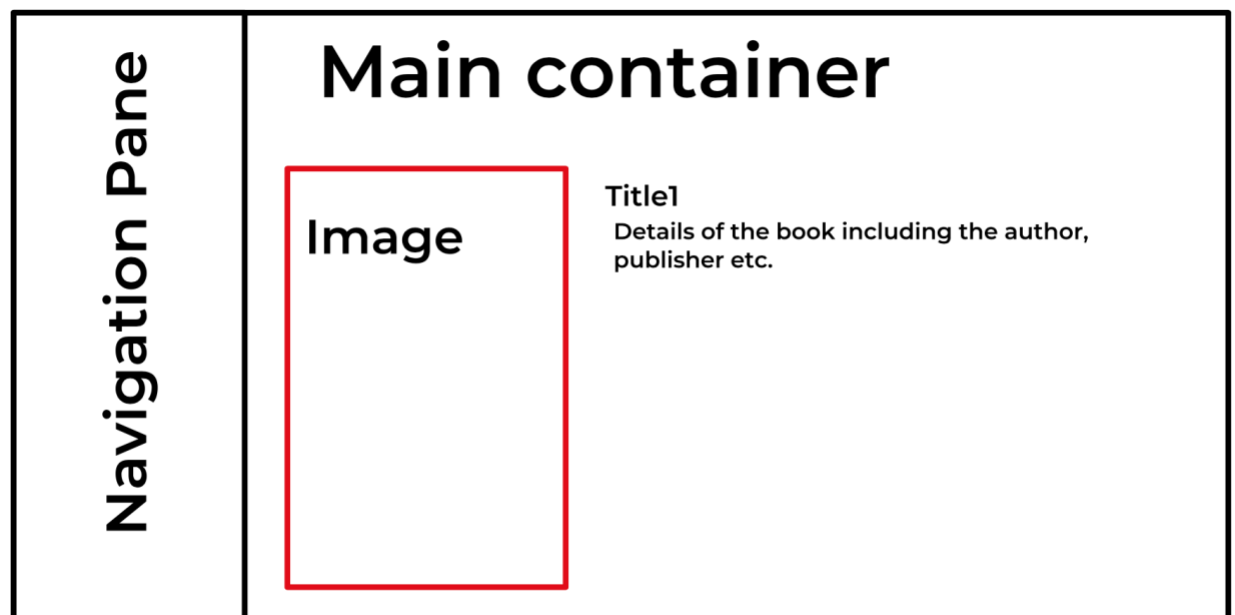 Navigation Pane
Main container
Image
Title1
Details of the book including the author,
publisher etc.